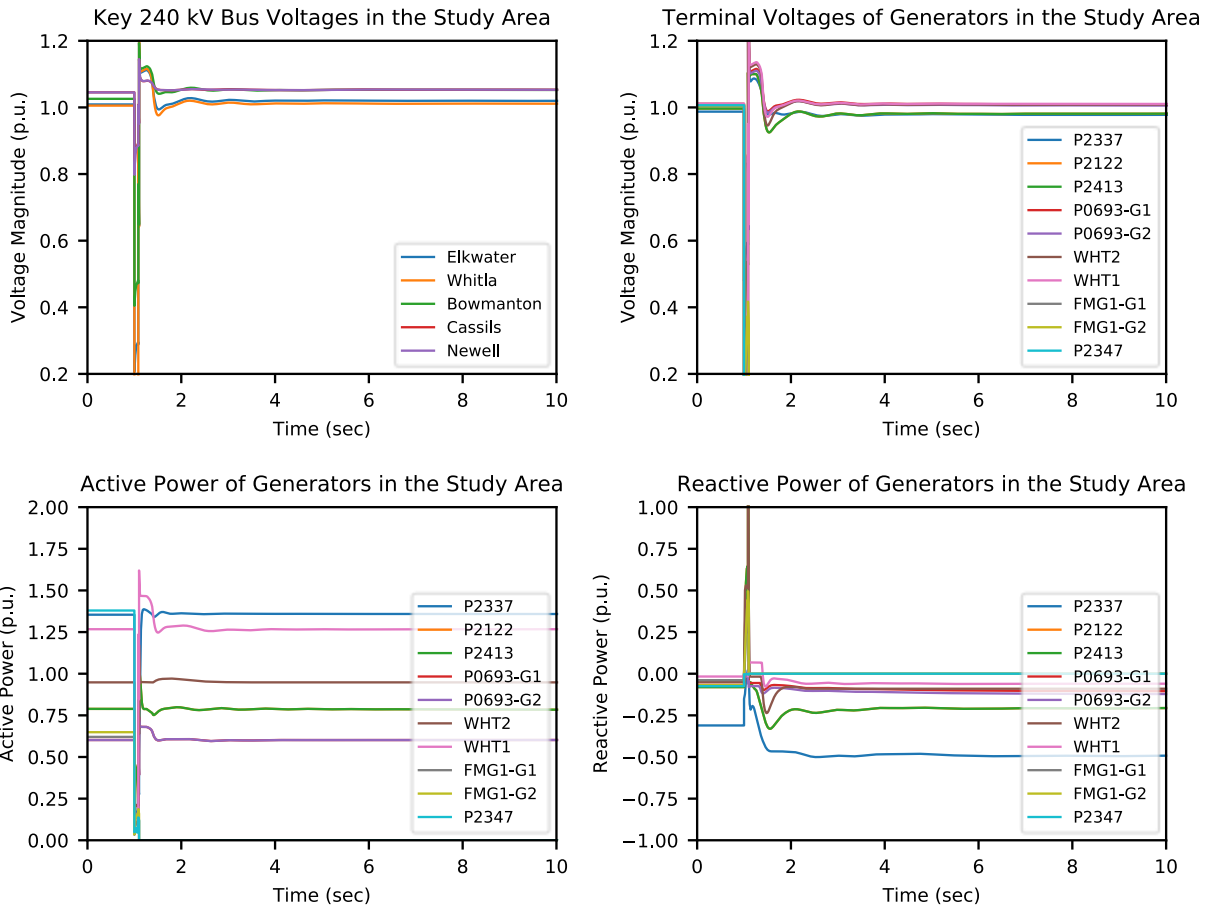 Key 240 kV Bus Voltages in the Study Area
1.2
1.0
0.8
0.6
0.4
0.2
Voltage Magnitude (p.u.)
Elkwater
Whitla
Bowmanton
Cassils
Newell
0 2 4 6 8 10
Time (sec)
Terminal Voltages of Generators in the Study Area
1.2
1.0
0.8
0.6
0.4
0.2
Voltage Magnitude (p.u.)
P2337
P2122
P2413
P0693-G1
P0693-G2
WHT2
WHT1
FMG1-G1
FMG1-G2
P2347
0 2 4 6 8 10
Time (sec)
Active Power of Generators in the Study Area
2.00
1.75
1.50
1.25
1.00
0.75
0.50
0.25
0.00
Active Power (p.u.)
P2337
P2122
P2413
P0693-G1
P0693-G2
WHT2
WHT1
FMG1-G1
FMG1-G2
P2347
0 2 4 6 8 10
Time (sec)
Reactive Power of Generators in the Study Area
1.00
0.75
0.50
0.25
0.00
−0.25
−0.50
−0.75
−1.00
Reactive Power (p.u.)
P2337
P2122
P2413
P0693-G1
P0693-G2
WHT2
WHT1
FMG1-G1
FMG1-G2
P2347
0 2 4 6 8 10
Time (sec)